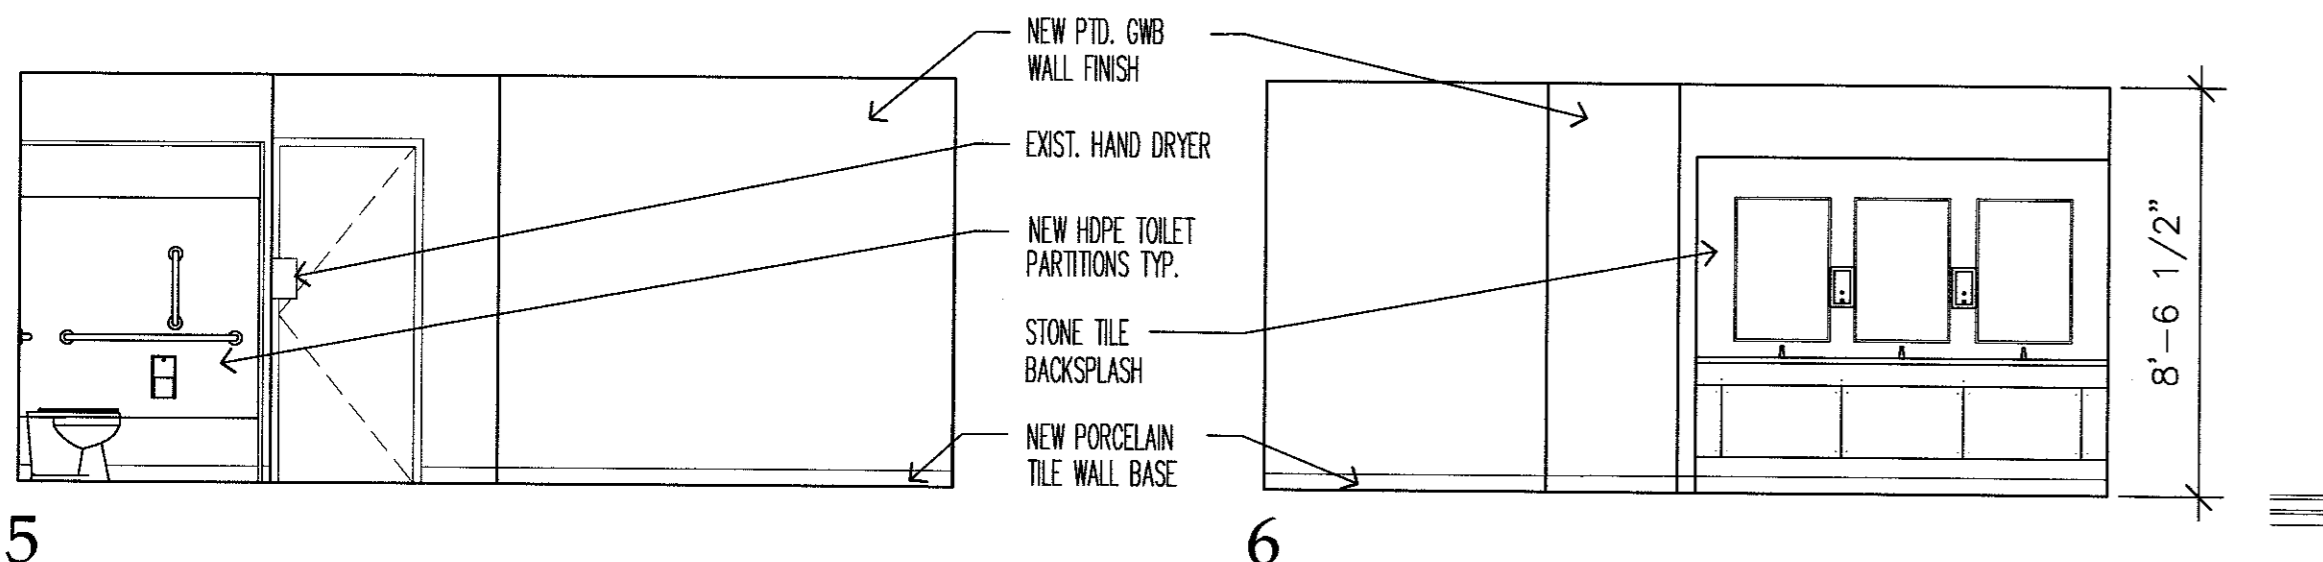 NEW PTD. GWB
WALL FINISH
EXIST. HAND DRYER
NEW HDPE TOILET
PARTITIONS TYP.
STONE TILE
BACKSPLASH
NEW PORCELAIN
TILE WALL BASE
8'-6 1/2"
5
6